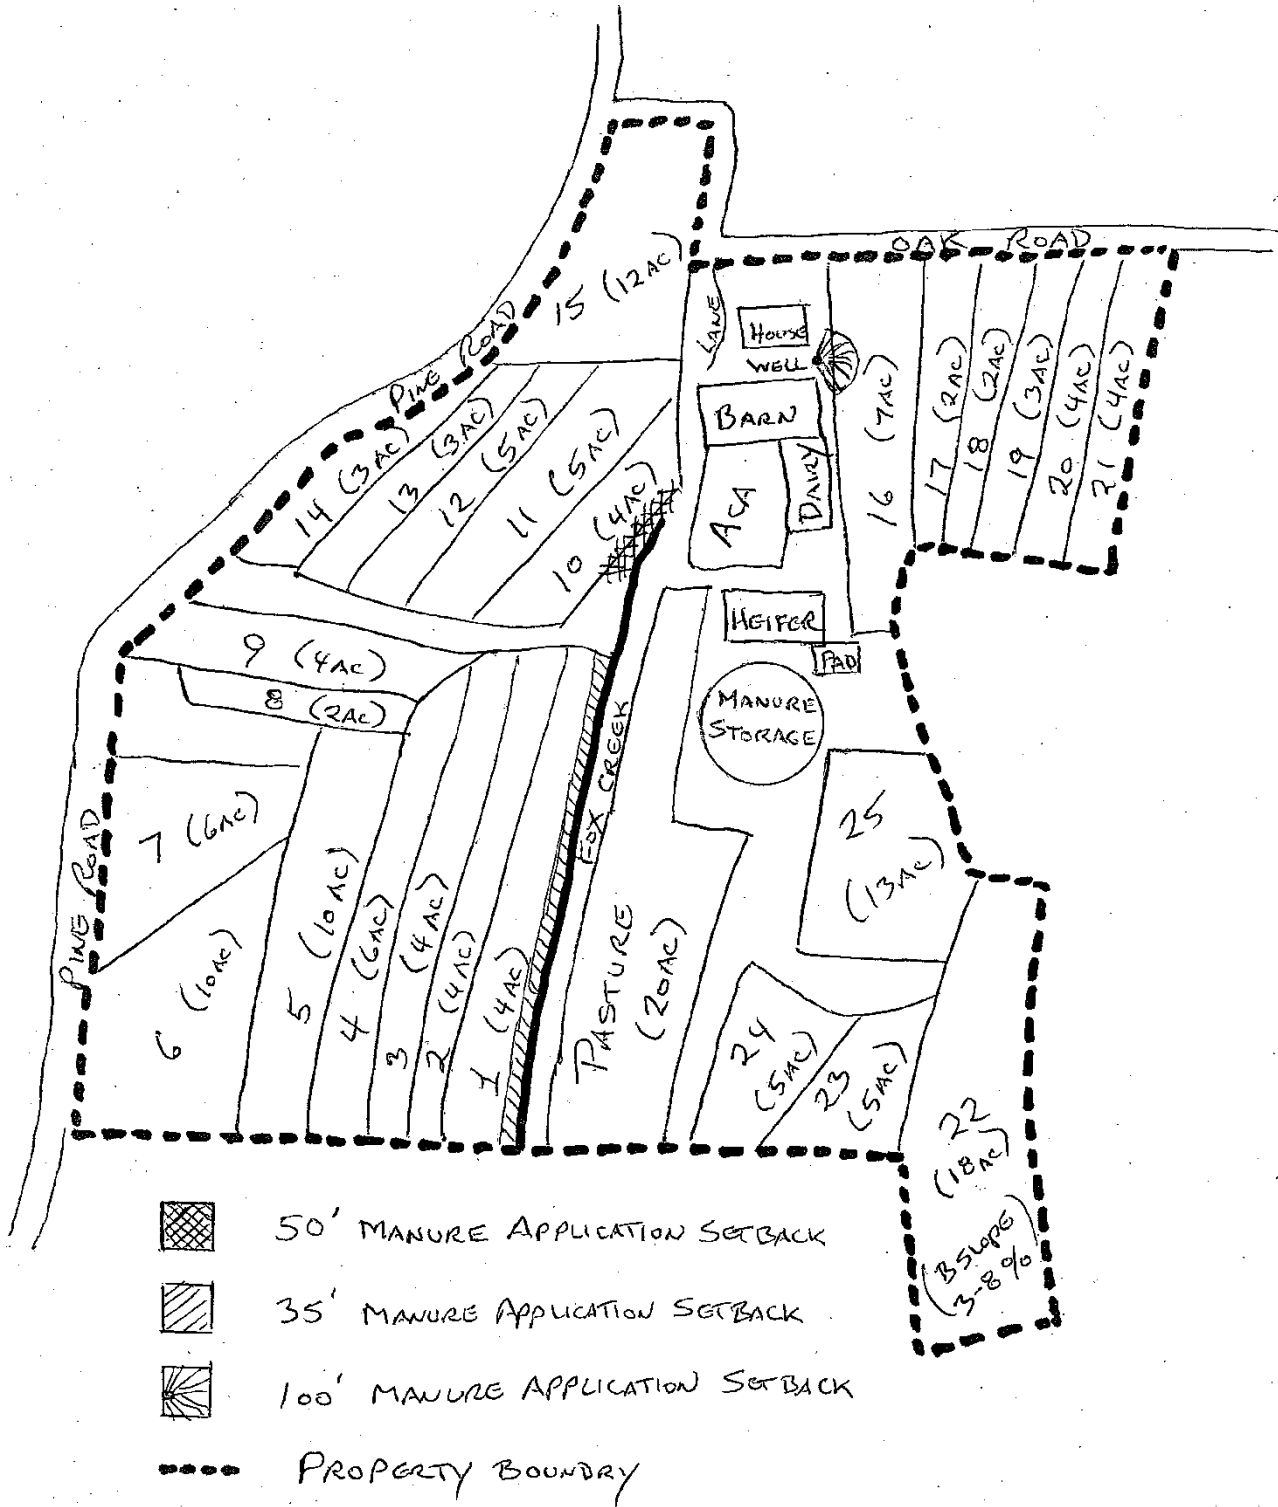 OAK ROAD
15 (12AC)
LANE
HOUSE
WELL
PINE ROAD
BARN
ACA
DAIRY
16 (7AC)
17 (2AC)
18 (2AC)
19 (3AC)
20 (4AC)
21 (4AC)
14 (3AC)
13 (3AC)
12 (5AC)
11 (5AC)
10 (4AC)
HEIFER
PAD
9 (4AC)
8 (2AC)
MANURE
STORAGE
FOX CREEK
7 (6AC)
PINE ROAD
25
(13AC)
6 (10AC)
5 (10AC)
4 (6AC)
3 (4AC)
2 (4AC)
1 (4AC)
PASTURE
(20AC)
24
(5AC)
23
(5AC)
22
(18AC)
(B SLOPE
3-8%)
50' MANURE APPLICATION SETBACK
35' MANURE APPLICATION SETBACK
100' MANURE APPLICATION SETBACK
PROPERTY BOUNDRY